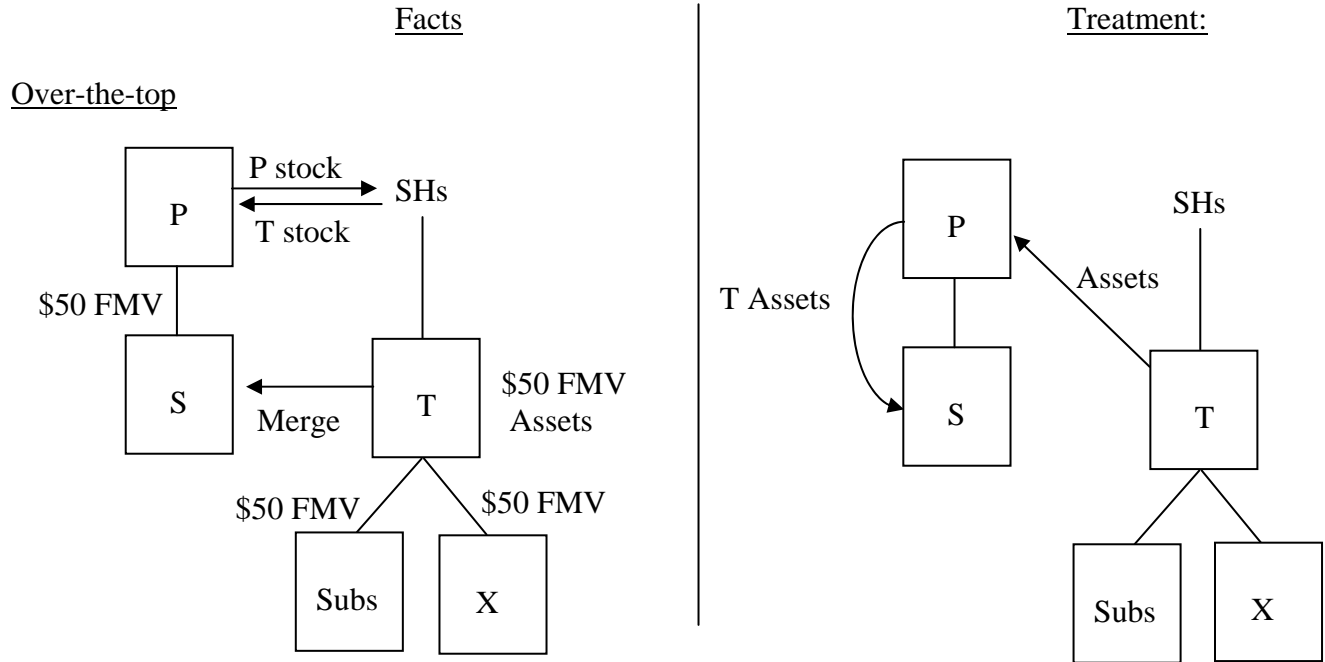 Facts
Over-the-top
P stock
SHs
T stock
P
$50 FMV
S
Merge
T
$50 FMV
Assets
$50 FMV
$50 FMV
Subs
X
Treatment:
P
SHs
Assets
T Assets
S
T
Subs
X